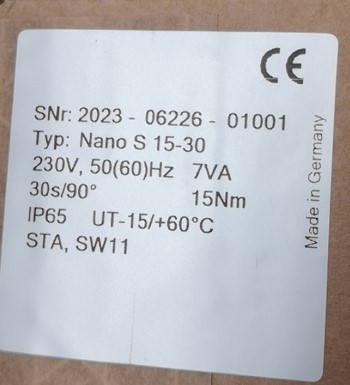 CE
SNr: 2023 - 06226 - 01001
Typ: Nano S 15-30
230V, 50(60)Hz 7VA
30s/90° 15Nm
IP65 UT-15/+60°C
STA, SW11
Made in Germany